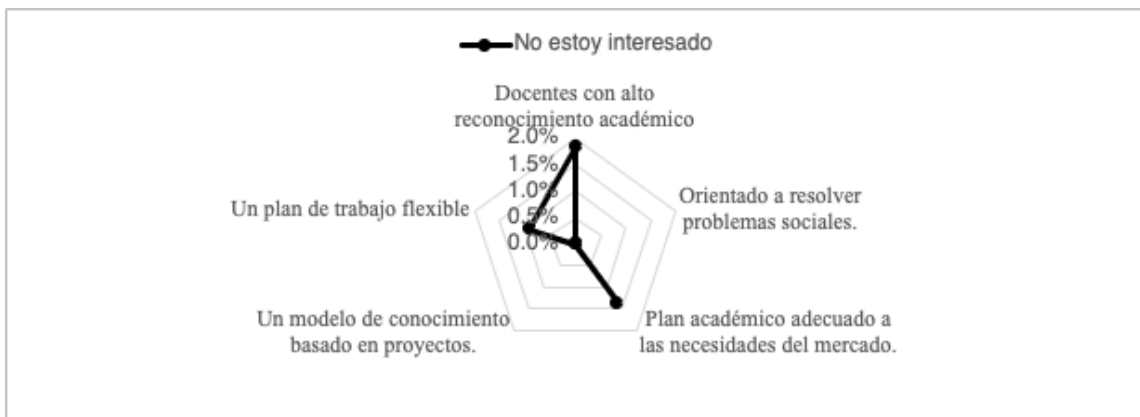 No estoy interesado
Docentes con alto
reconocimiento académico
2.0%
1.5%
1.0%
0.5%
0.0%
Orientado a resolver
problemas sociales.
Un plan de trabajo flexible
Un modelo de conocimiento
basado en proyectos.
Plan académico adecuado a
las necesidades del mercado.